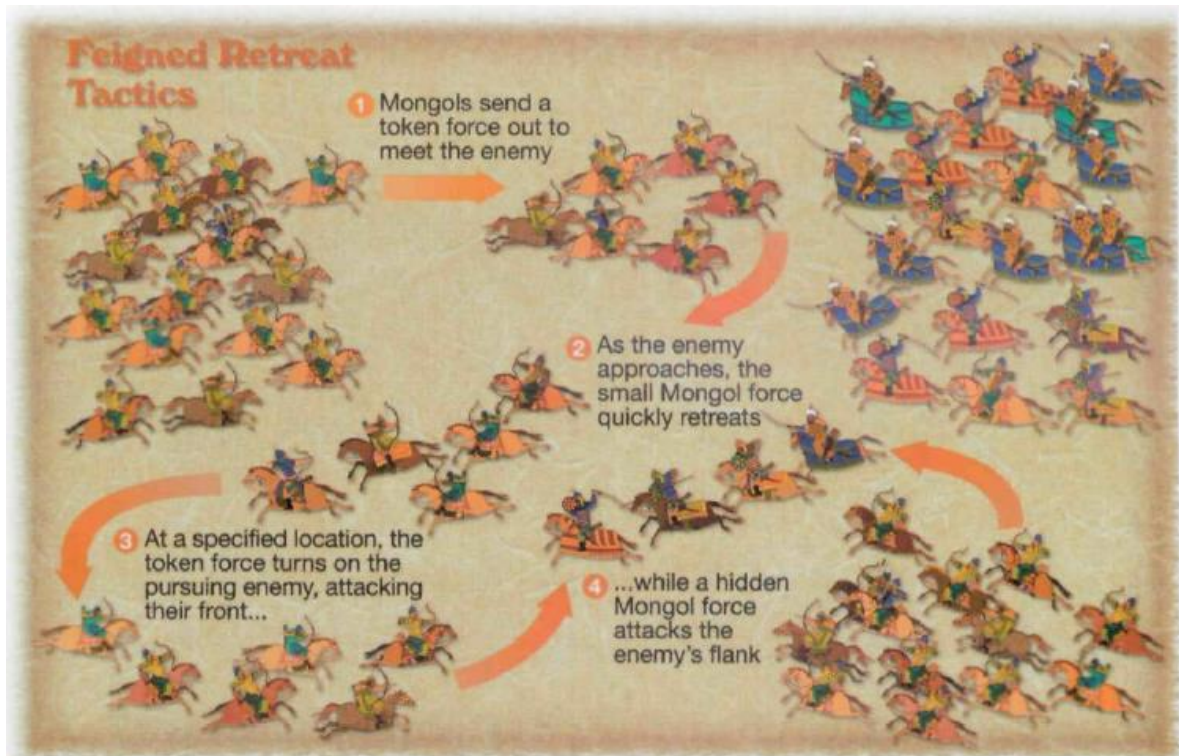 Feigned Retreat
Tactics
1 Mongols send a
token force out to
meet the enemy
2 As the enemy
approaches, the
small Mongol force
quickly retreats
3 At a specified location, the
token force turns on the
pursuing enemy, attacking
their front...
4 ...while a hidden
Mongol force
attacks the
enemy's flank